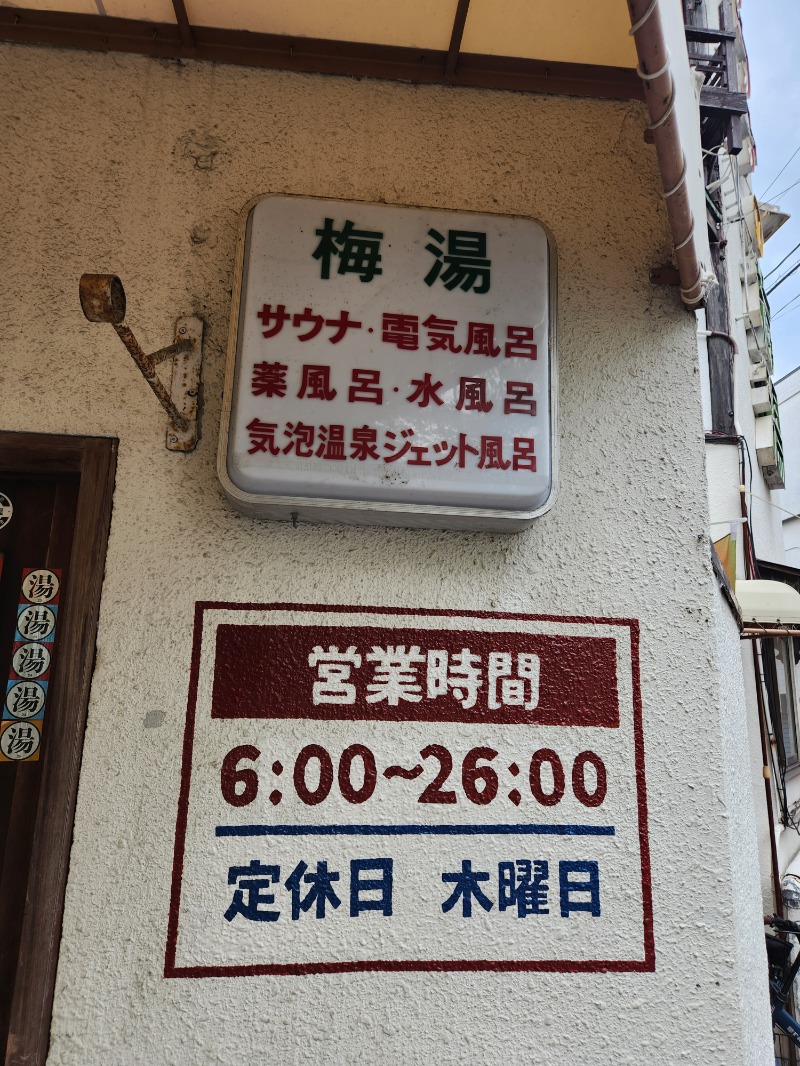 梅湯
サウナ・電気風呂
薬風呂・水風呂
気泡温泉ジェット風呂
湯
湯
湯
湯
湯
営業時間
6:00~26:00
定休日 木曜日